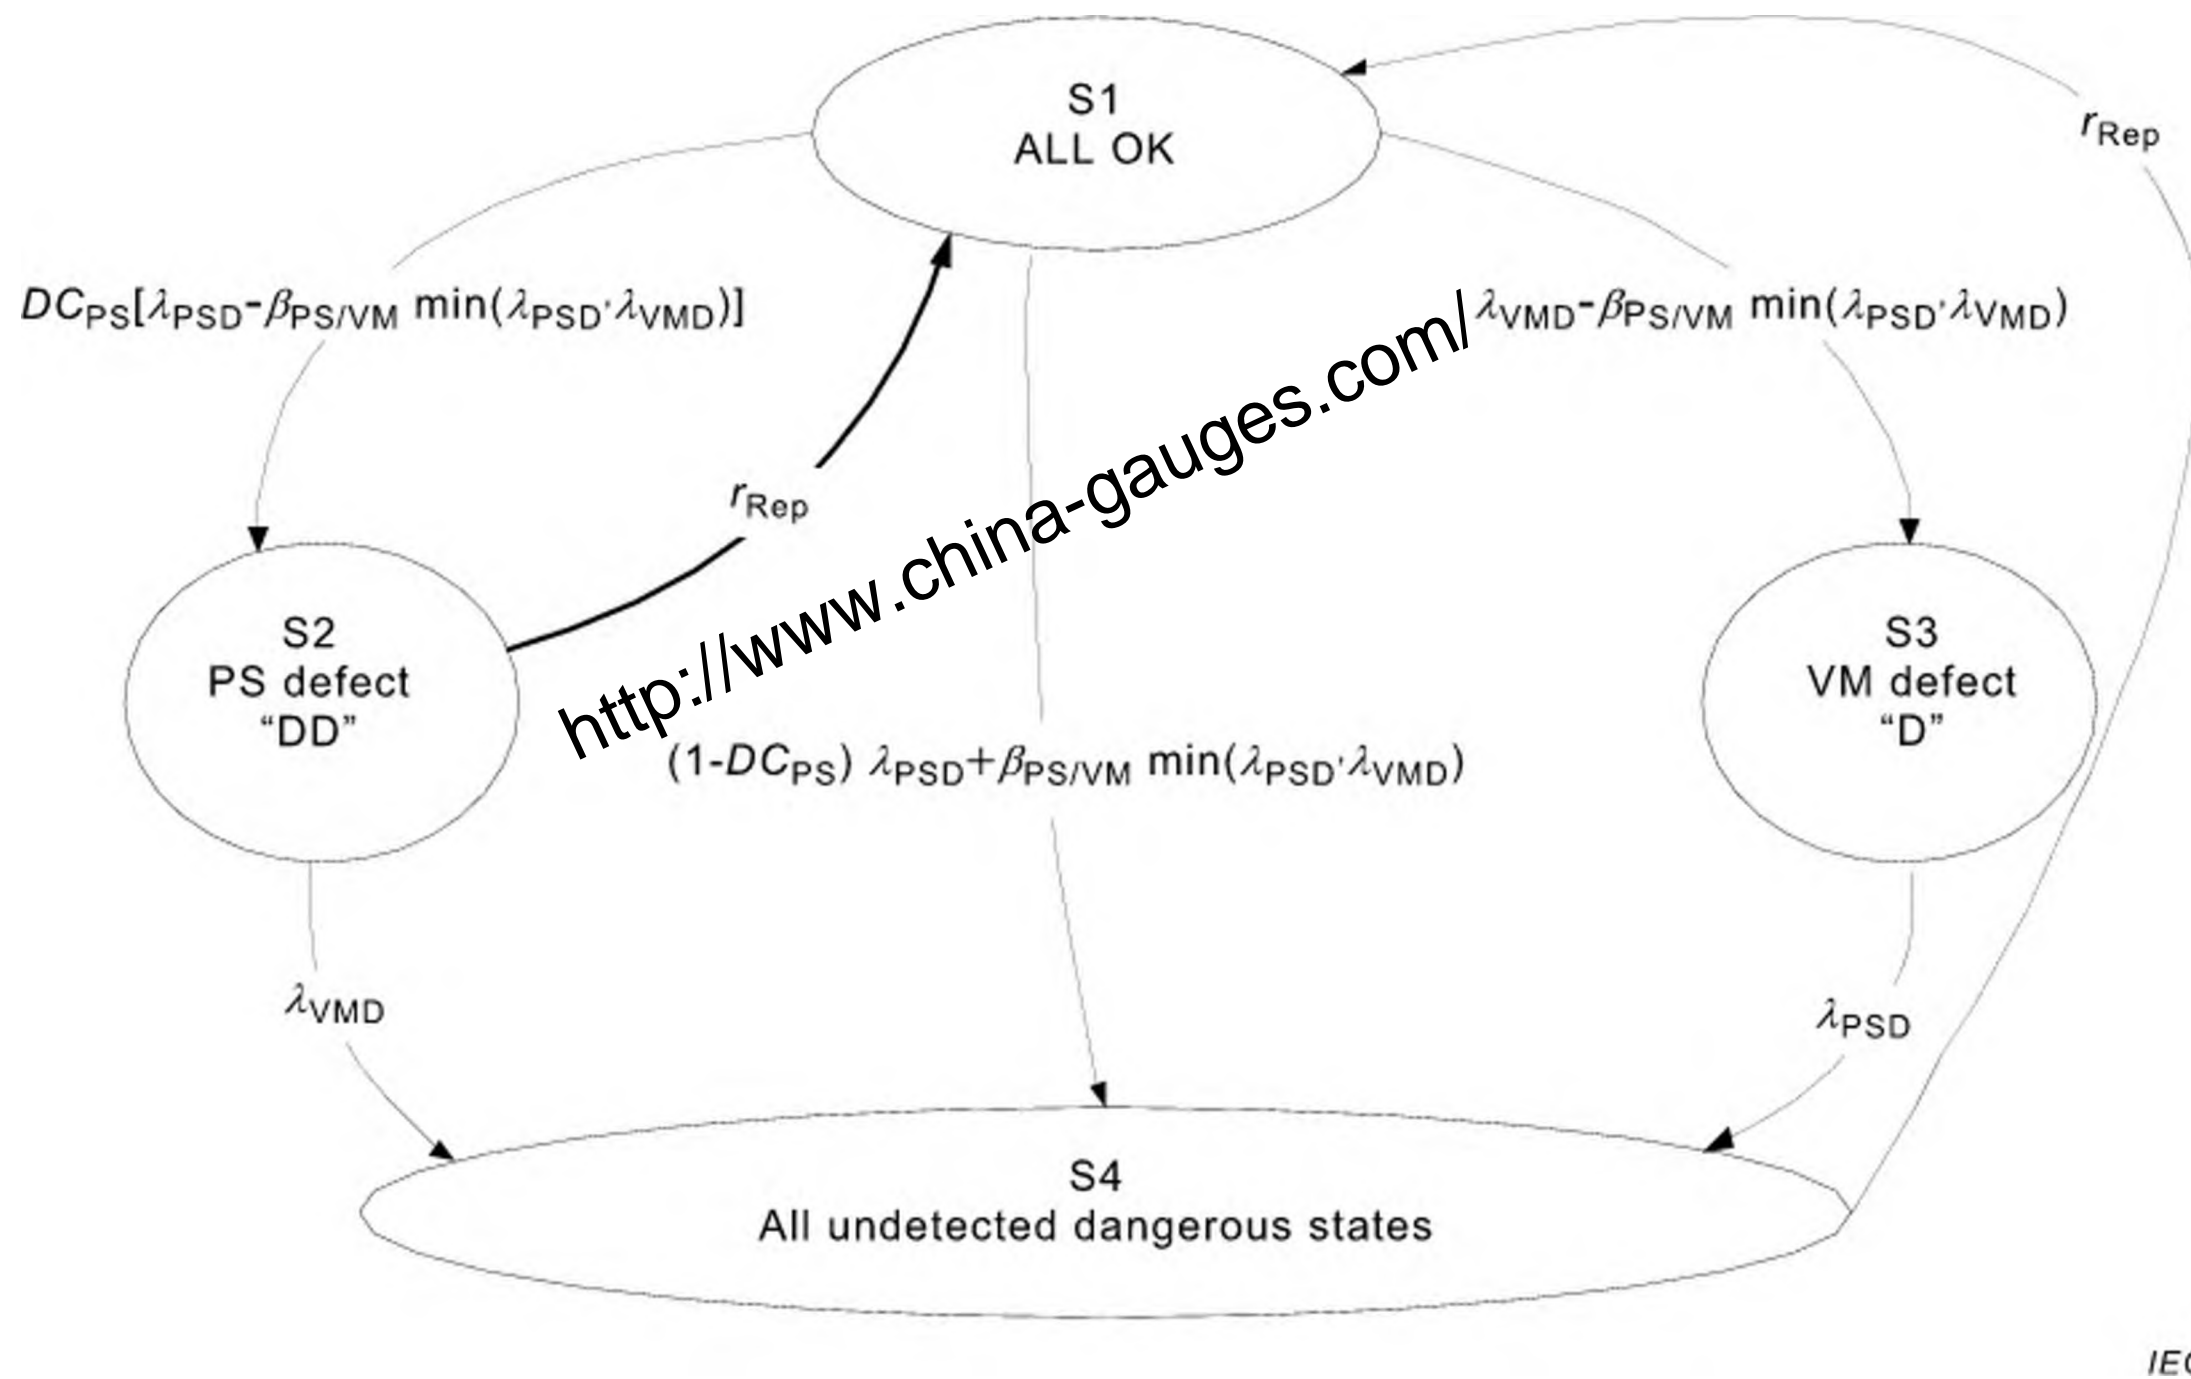 S1
ALL OK
rRep
DCPS[λPSD-βPS/VM min(λPSD,λVMD)]
λVMD-βPS/VM min(λPSD,λVMD)
rRep
http://www.china-gauges.com/
S2
PS defect
“DD”
S3
VM defect
“D”
(1-DCPS) λPSD+βPS/VM min(λPSD,λVMD)
λVMD
λPSD
S4
All undetected dangerous states